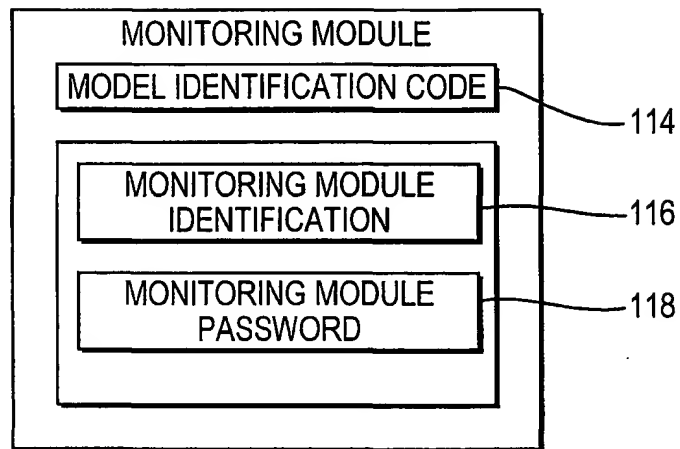 MONITORING MODULE
MODEL IDENTIFICATION CODE
114
MONITORING MODULE
IDENTIFICATION
116
MONITORING MODULE
PASSWORD
118